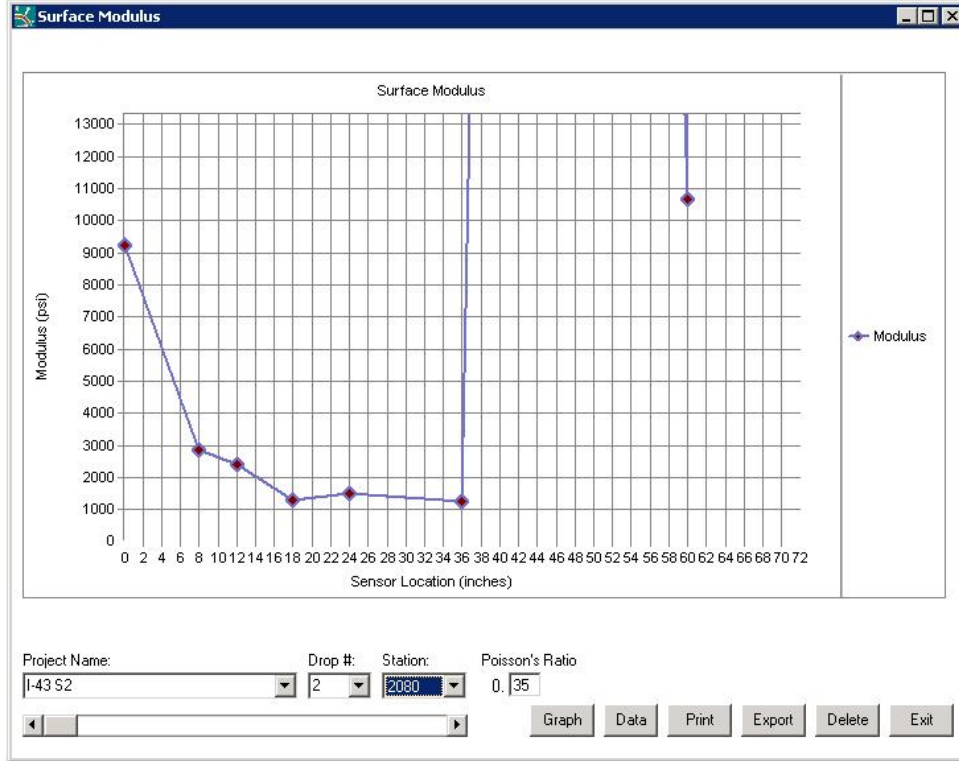 Surface Modulus
Surface Modulus
13000
12000
11000
10000
9000
8000
7000
6000
5000
4000
3000
2000
1000
0
Modulus (psi)
0 2 4 6 8 10 12 14 16 18 20 22 24 26 28 30 32 34 36 38 40 42 44 46 48 50 52 54 56 58 60 62 64 66 68 70 72
Sensor Location (inches)
Modulus
Project Name: Drop #: Station: Poisson's Ratio
I-43 S2 2 2080 0. 35
Graph Data Print Export Delete Exit